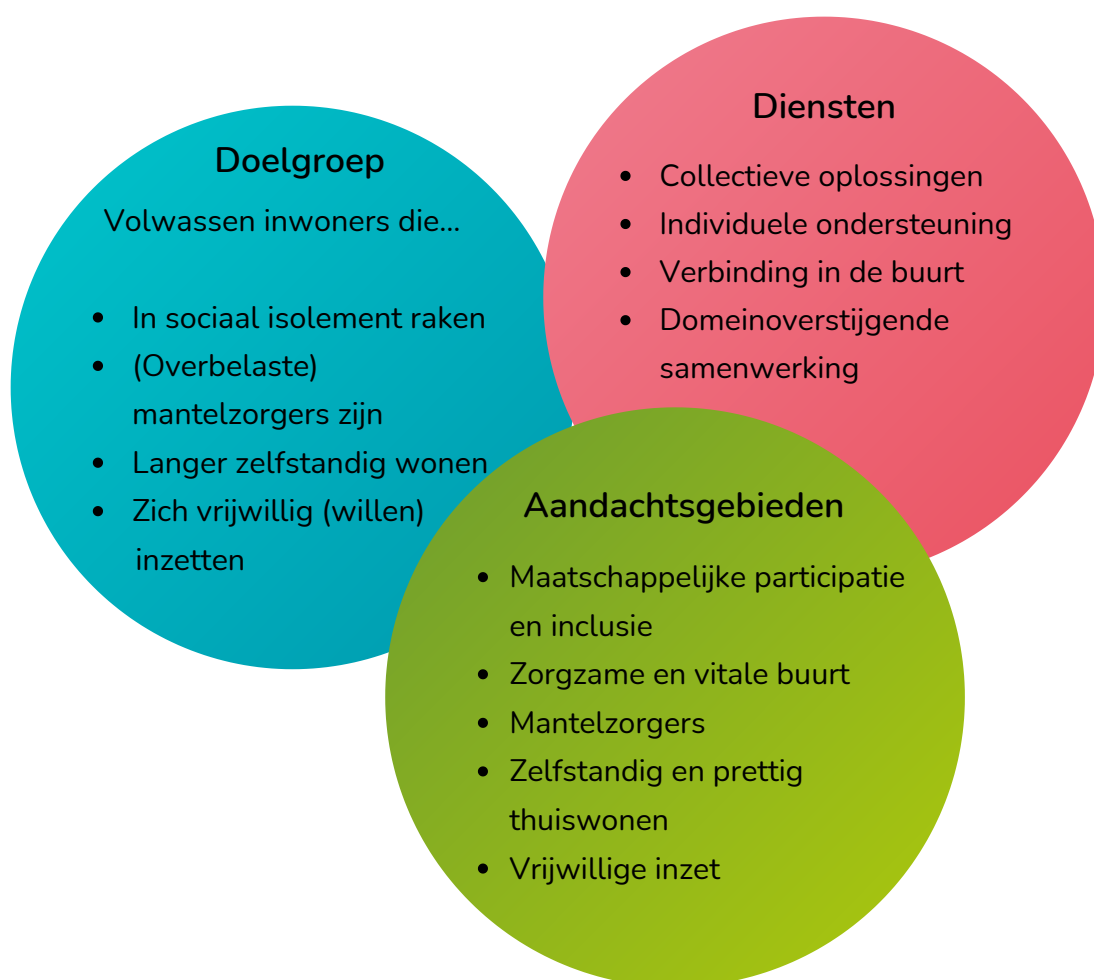 Doelgroep
Volwassen inwoners die...
• In sociaal isolement raken
• (Overbelaste)
mantelzorgers zijn
• Langer zelfstandig wonen
• Zich vrijwillig (willen)
inzetten
Diensten
• Collectieve oplossingen
• Individuele ondersteuning
• Verbinding in de buurt
• Domeinoverstijgende
samenwerking
Aandachtsgebieden
• Maatschappelijke participatie
en inclusie
• Zorgzame en vitale buurt
• Mantelzorgers
• Zelfstandig en prettig
thuiswonen
• Vrijwillige inzet